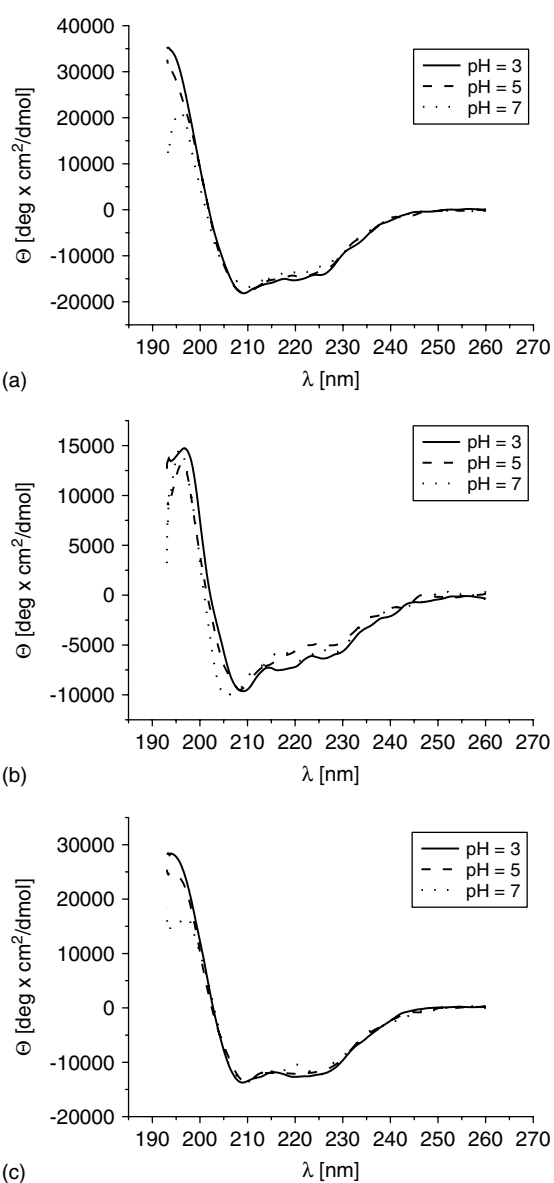 40000
30000
20000
10000
0
-10000
-20000
Θ [deg x cm²/dmol]
pH = 3
pH = 5
pH = 7
190 200 210 220 230 240 250 260 270
λ [nm]
(a)
15000
10000
5000
0
-5000
-10000
Θ [deg x cm²/dmol]
pH = 3
pH = 5
pH = 7
190 200 210 220 230 240 250 260 270
λ [nm]
(b)
30000
20000
10000
0
-10000
-20000
Θ [deg x cm²/dmol]
pH = 3
pH = 5
pH = 7
190 200 210 220 230 240 250 260 270
λ [nm]
(c)